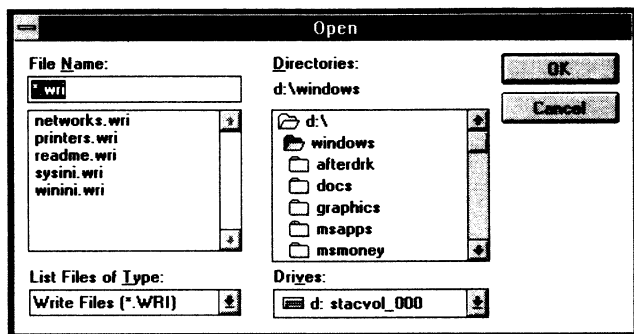 Open
File Name:
*.wri
networks.wri
printers.wri
readme.wri
sysini.wri
winini.wri
List Files of Type:
Write Files (*.WRI)
Directories:
d:\windows
d:\
windows
afterdrk
docs
graphics
msapps
msmoney
Drives:
d: stacvol_000
OK
Cancel